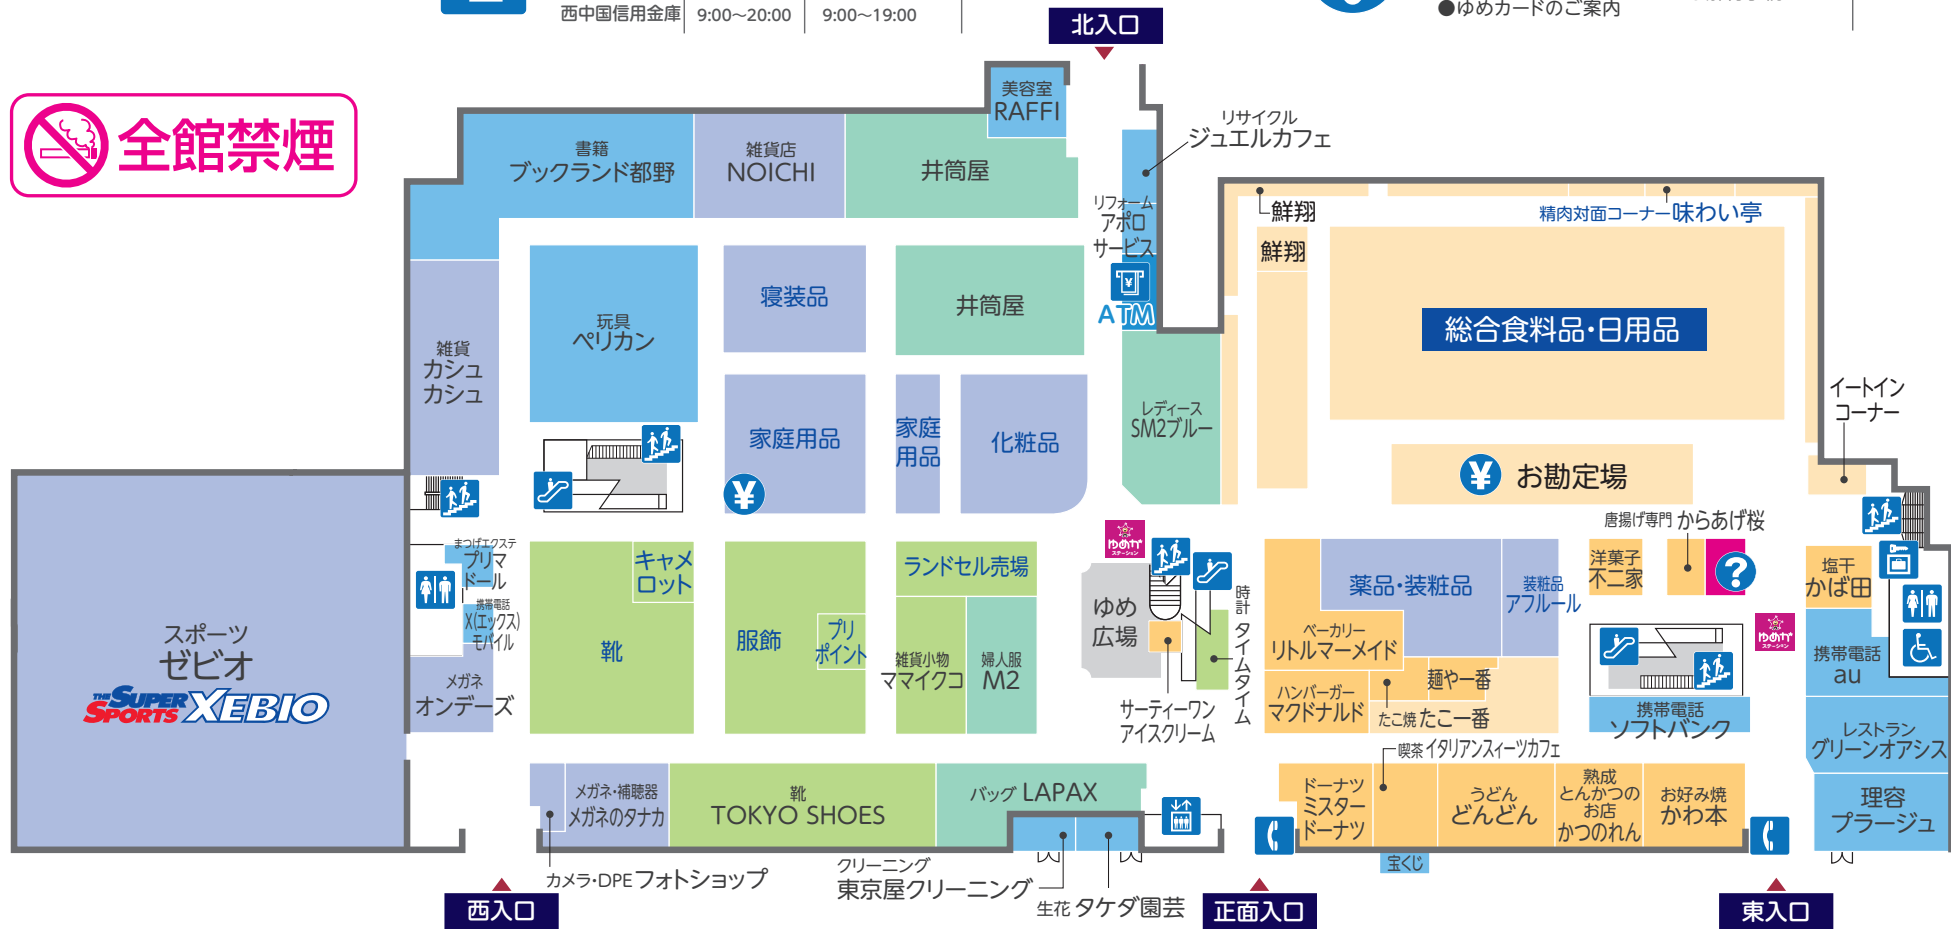 西中国信用金庫 9:00～20:00 9:00～19:00
●ゆめカードのご案内
北入口
全館禁煙
美容室
RAFFI
リサイクル
ジュエルカフェ
書籍
ブックランド都野
雑貨店
NOICHI
井筒屋
リフォーム
アポロ
サービス
ATM
鮮翔
鮮翔
精肉対面コーナー 味わい亭
総合食料品・日用品
雑貨
カシュ
カシュ
玩具
ペリカン
寝装品
井筒屋
家庭用品
家庭
用品
化粧品
レディース
SM2ブルー
イートイン
コーナー
¥
¥ お勘定場
唐揚げ専門 からあげ桜
まつげエクステ
プリマ
ドール
携帯電話
X(エックス)
モバイル
メガネ
オンデーズ
スポーツ
ゼビオ
THE SUPER SPORTS XEBIO
キャメ
ロット
靴
服飾
プリ
ポイント
ランドセル売場
雑貨小物
ママイクコ
婦人服
M2
ゆめか
ステーション
ゆめ
広場
時計 タイムタイム
サーティーワン
アイスクリーム
薬品・装粧品
装粧品
アフルール
ベーカリー
リトルマーメイド
ハンバーガー
マクドナルド
麺や一番
たこ焼 たこ一番
洋菓子
不二家
?
ゆめか
ステーション
塩干
かば田
携帯電話
au
携帯電話
ソフトバンク
レストラン
グリーンオアシス
理容
プラージュ
喫茶 イタリアンスィーツカフェ
メガネ・補聴器
メガネのタナカ
靴
TOKYO SHOES
バッグ LAPAX
ドーナツ
ミスター
ドーナツ
うどん
どんどん
熟成
とんかつの
お店
かつのれん
お好み焼
かわ本
宝くじ
カメラ・DPE フォトショップ
クリーニング
東京屋クリーニング
生花 タケダ園芸
西入口
正面入口
東入口